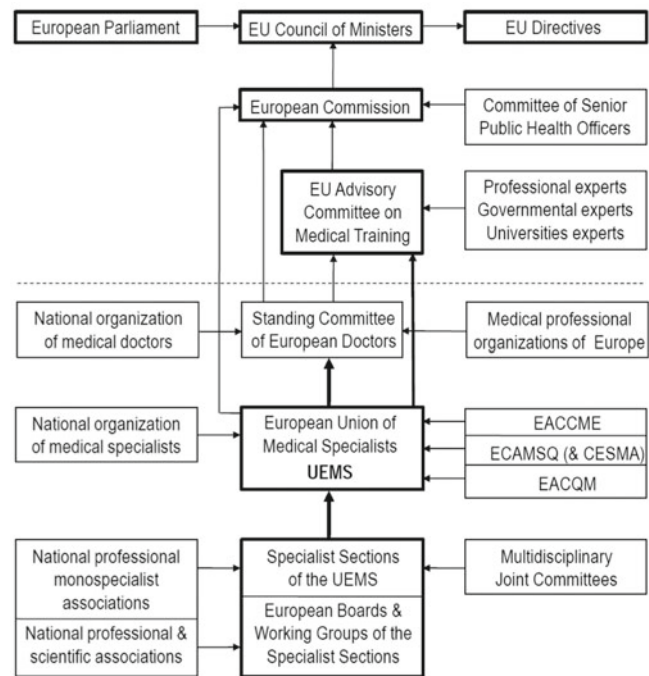 European Parliament
EU Council of Ministers
EU Directives
European Commission
Committee of Senior
Public Health Officers
EU Advisory
Committee on
Medical Training
Professional experts
Governmental experts
Universities experts
National organization
of medical doctors
Standing Committee
of European Doctors
Medical professional
organizations of Europe
National organization
of medical specialists
European Union of
Medical Specialists
UEMS
EACCME
ECAMSQ (& CESMA)
EACQM
National professional
monospecialist
associations
National professional &
scientific associations
Specialist Sections
of the UEMS
European Boards &
Working Groups of the
Specialist Sections
Multidisciplinary
Joint Committees